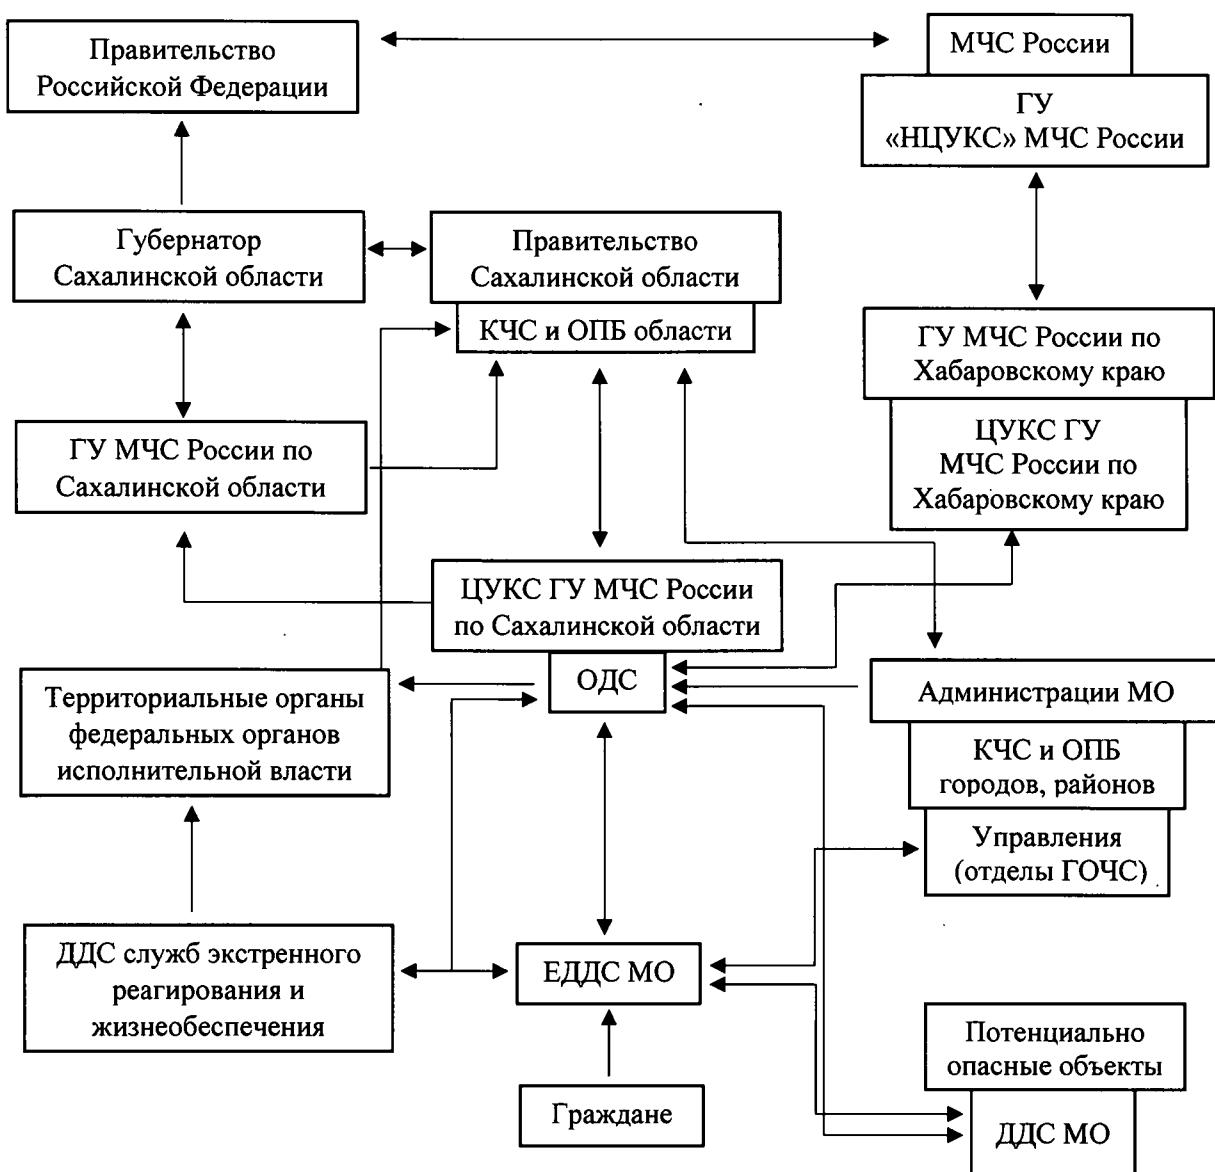 Правительство
Российской Федерации
МЧС России
ГУ
«НЦУКС» МЧС России
Губернатор
Сахалинской области
Правительство
Сахалинской области
КЧС и ОПБ области
ГУ МЧС России по
Хабаровскому краю
ЦУКС ГУ
МЧС России по
Хабаровскому краю
ГУ МЧС России по
Сахалинской области
ЦУКС ГУ МЧС России
по Сахалинской области
ОДС
Территориальные органы
федеральных органов
исполнительной власти
Администрации МО
КЧС и ОПБ
городов, районов
Управления
(отделы ГОЧС)
ДДС служб экстренного
реагирования и
жизнеобеспечения
ЕДДС МО
Потенциально
опасные объекты
ДДС МО
Граждане